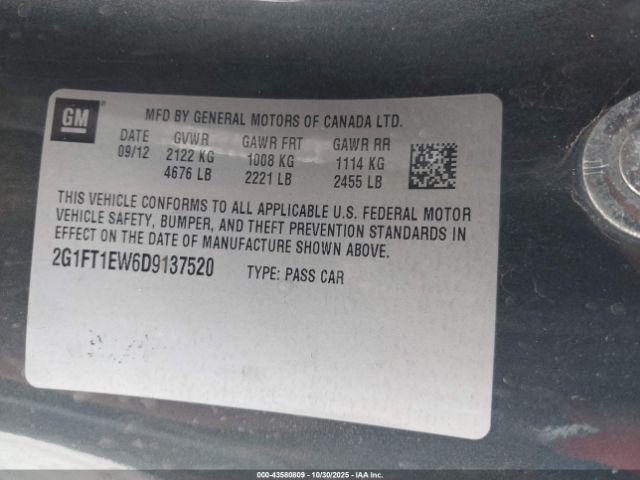 GM
MFD BY GENERAL MOTORS OF CANADA LTD.
DATE GVWR GAWR FRT GAWR RR
09/12 2122 KG 1008 KG 1114 KG
4676 LB 2221 LB 2455 LB
THIS VEHICLE CONFORMS TO ALL APPLICABLE U.S. FEDERAL MOTOR
VEHICLE SAFETY, BUMPER, AND THEFT PREVENTION STANDARDS IN
EFFECT ON THE DATE OF MANUFACTURE SHOWN ABOVE.
2G1FT1EW6D9137520 TYPE: PASS CAR
000-43580809 - 10/30/2025 - IAAI.COM